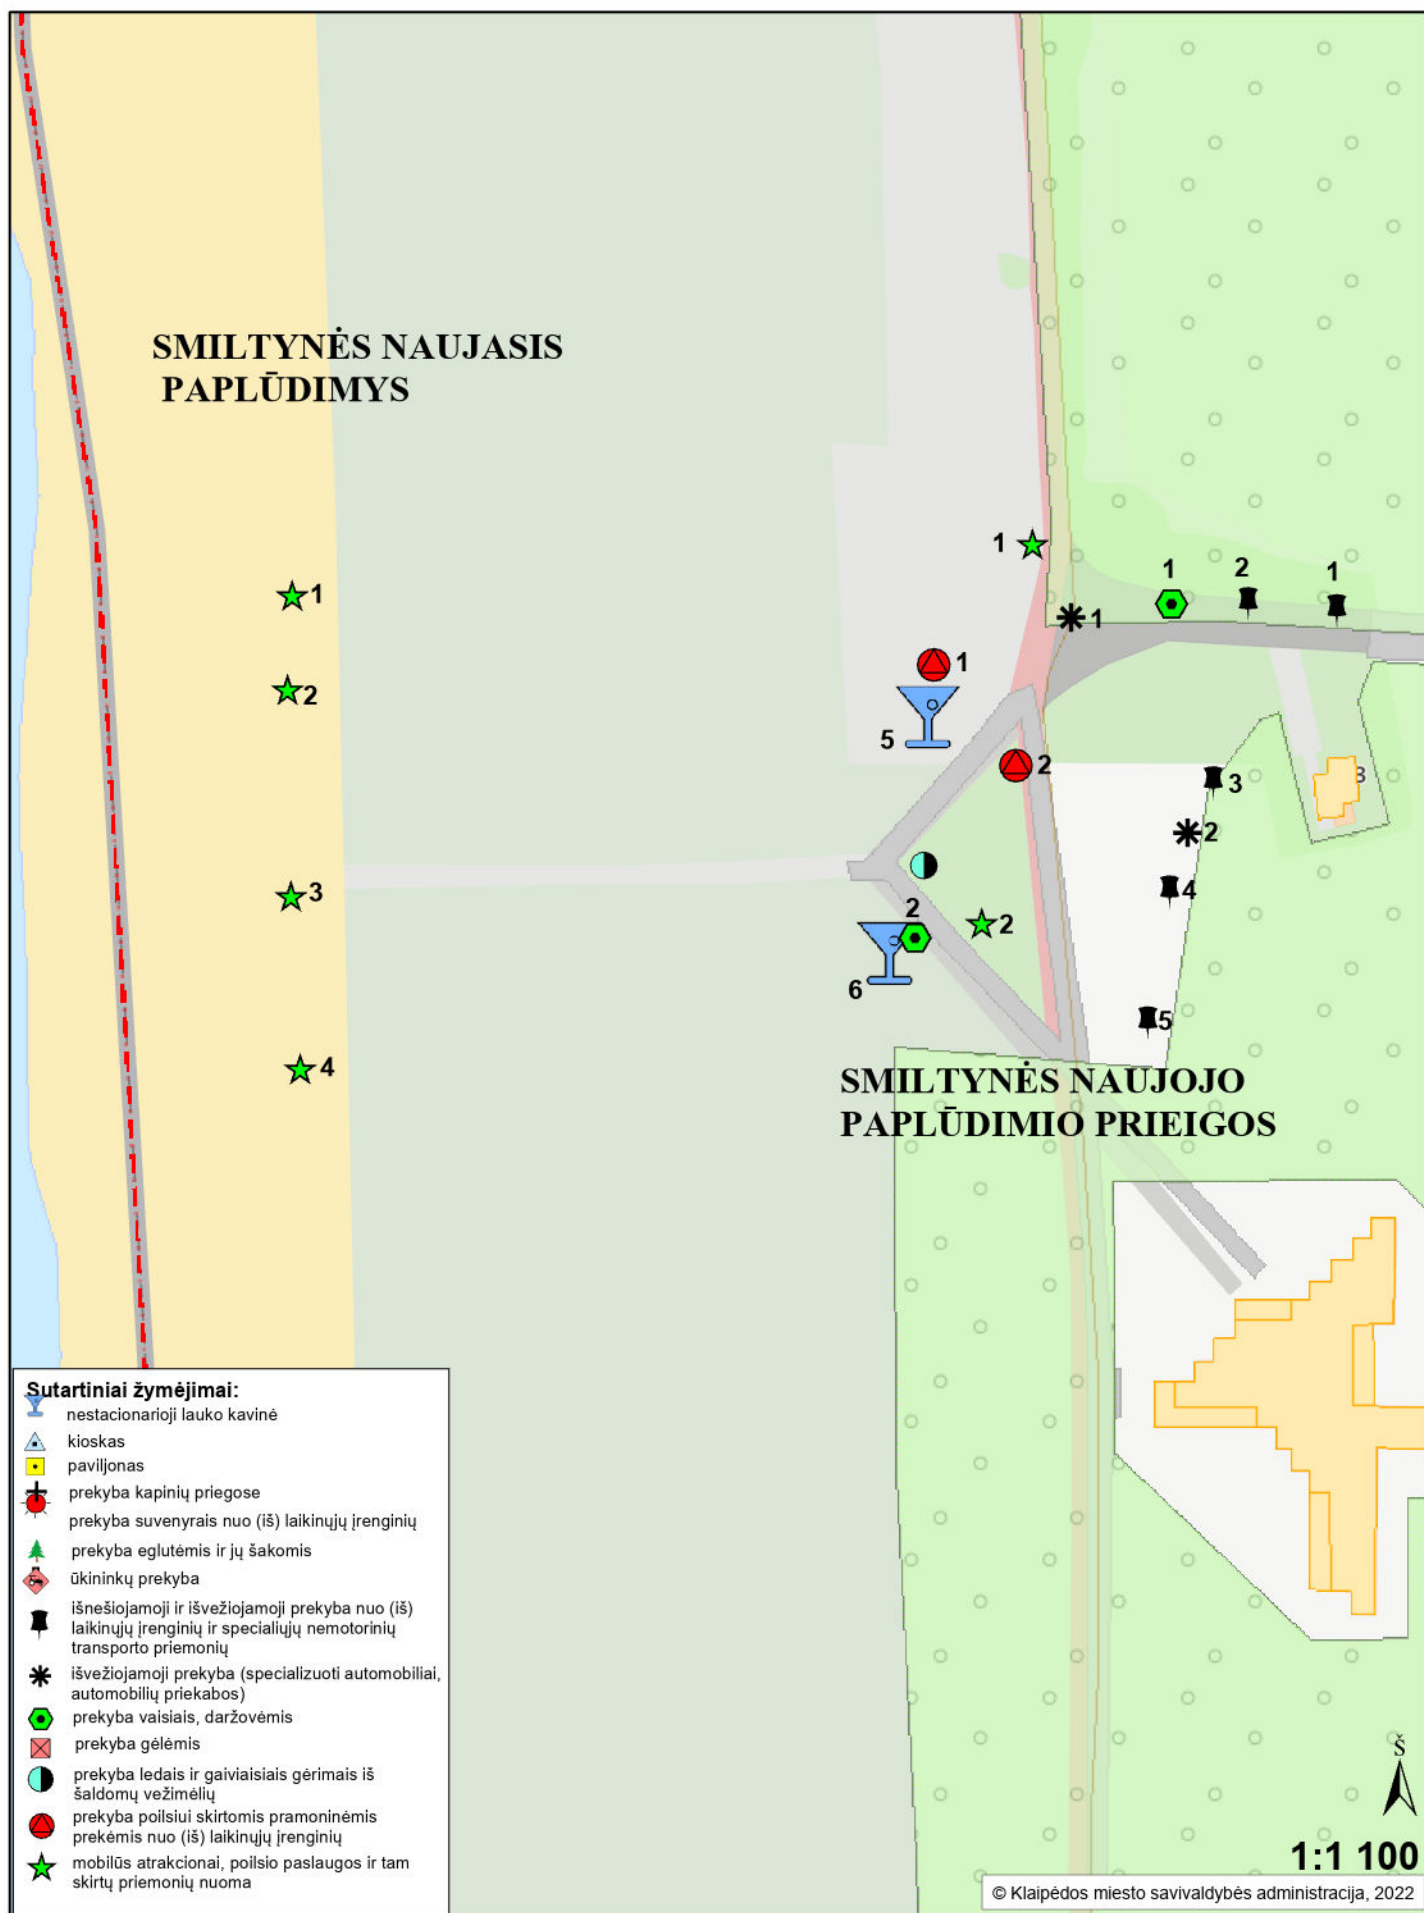 SMILTYNĖS NAUJASIS
PAPLŪDIMYS
1
1
2
1
1
1
2
1
5
2
3
3
2
3
4
2
2
6
5
4
SMILTYNĖS NAUJOJO
PAPLŪDIMIO PRIEIGOS
Sutartiniai žymėjimai:
nestacionarioji lauko kavinė
kioskas
paviljonas
prekyba kapinių priegose
prekyba suvenyrais nuo (iš) laikinųjų įrenginių
prekyba eglutėmis ir jų šakomis
ūkininkų prekyba
išnešiojamoji ir išvežiojamoji prekyba nuo (iš)
laikinųjų įrenginių ir specialiųjų nemotorinių
transporto priemonių
išvežiojamoji prekyba (specializuoti automobiliai,
automobilių priekabos)
prekyba vaisiais, daržovėmis
prekyba gėlėmis
prekyba ledais ir gaiviaisiais gėrimais iš
šaldomų vežimėlių
prekyba poilsiui skirtomis pramoninėmis
prekėmis nuo (iš) laikinųjų įrenginių
mobilūs atrakcionai, poilsio paslaugos ir tam
skirtų priemonių nuoma
Š
1:1 100
© Klaipėdos miesto savivaldybės administracija, 2022